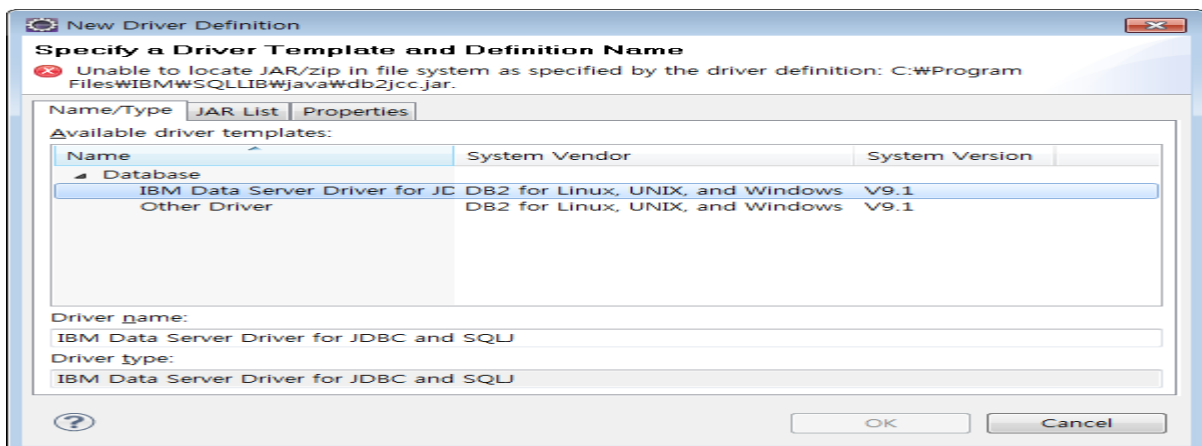 New Driver Definition
Specify a Driver Template and Definition Name
Unable to locate JAR/zip in file system as specified by the driver definition: C:₩Program
Files₩IBM₩SQLLIB₩java₩db2jcc.jar.
Name/Type JAR List Properties
Available driver templates:
Name System Vendor System Version
Database
IBM Data Server Driver for JD DB2 for Linux, UNIX, and Windows V9.1
Other Driver DB2 for Linux, UNIX, and Windows V9.1
Driver name:
IBM Data Server Driver for JDBC and SQLJ
Driver type:
IBM Data Server Driver for JDBC and SQLJ
?
OK Cancel